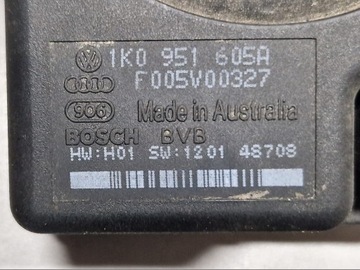 1K0 951 605A
F005V00327
906 Made in Australia
BOSCH BVB
HW:H01 SW:1201 48708